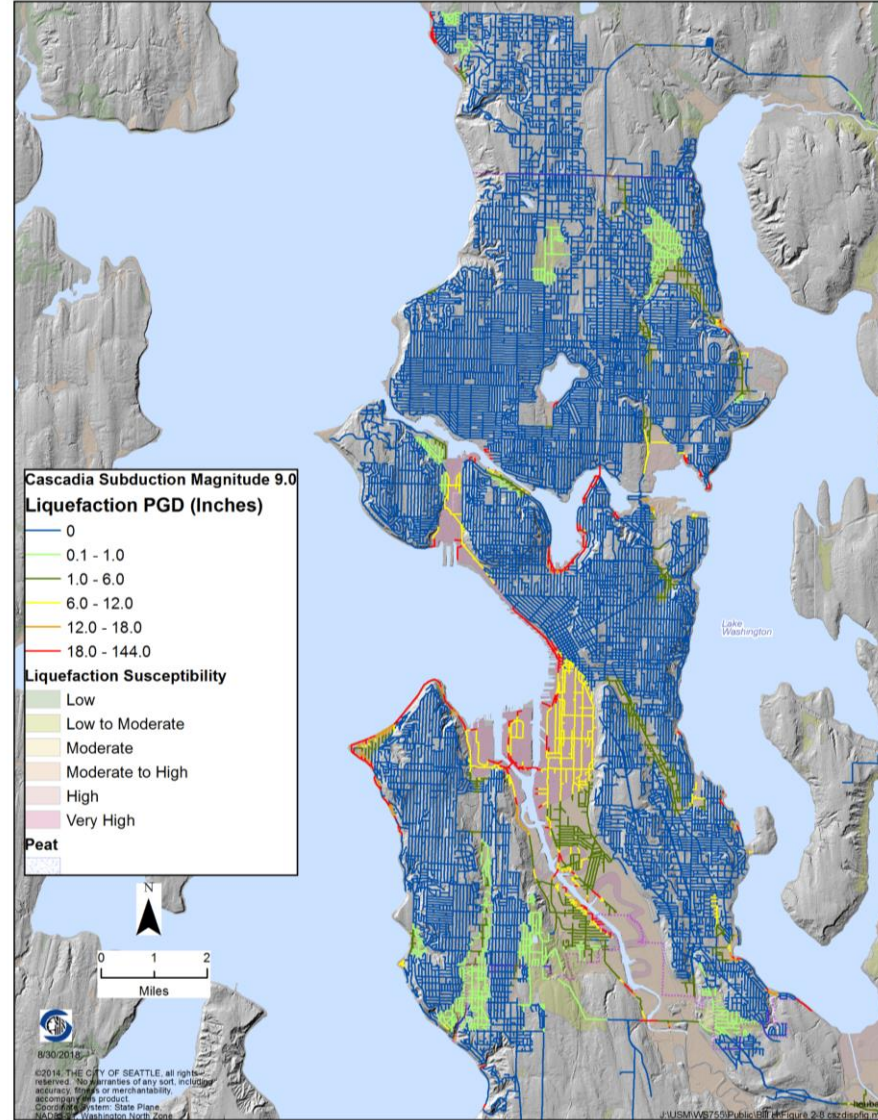 Cascadia Subduction Magnitude 9.0
Liquefaction PGD (Inches)
0
0.1 - 1.0
1.0 - 6.0
6.0 - 12.0
12.0 - 18.0
18.0 - 144.0
Liquefaction Susceptibility
Low
Low to Moderate
Moderate
Moderate to High
High
Very High
Peat
N
0 1 2
Miles
Lake
Washington
8/30/2018
©2014, THE CITY OF SEATTLE, all rights
reserved. No warranties of any sort, including
accuracy, fitness or merchantability,
accompany this product.
Coordinate System: State Plane,
Washington North Zone